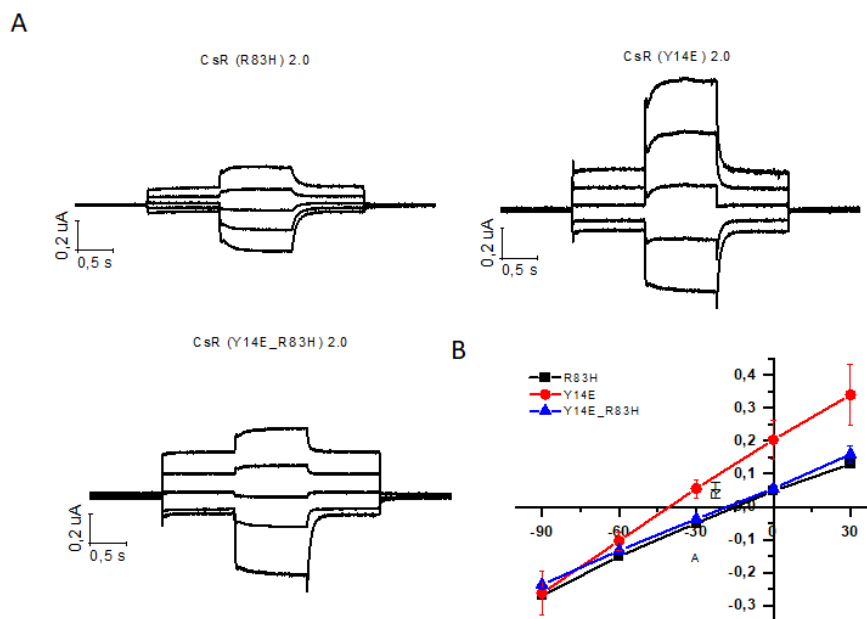 A
CsR (R83H) 2.0
0,2 uA
0,5 s
CsR (Y14E) 2.0
0,2 uA
0,5 s
CsR (Y14E_R83H) 2.0
0,2 uA
0,5 s
B
R83H
Y14E
Y14E_R83H
0,4
0,3
0,2
0,1
0,0
-0,1
-0,2
-0,3
-90
-60
-30
0
30
A